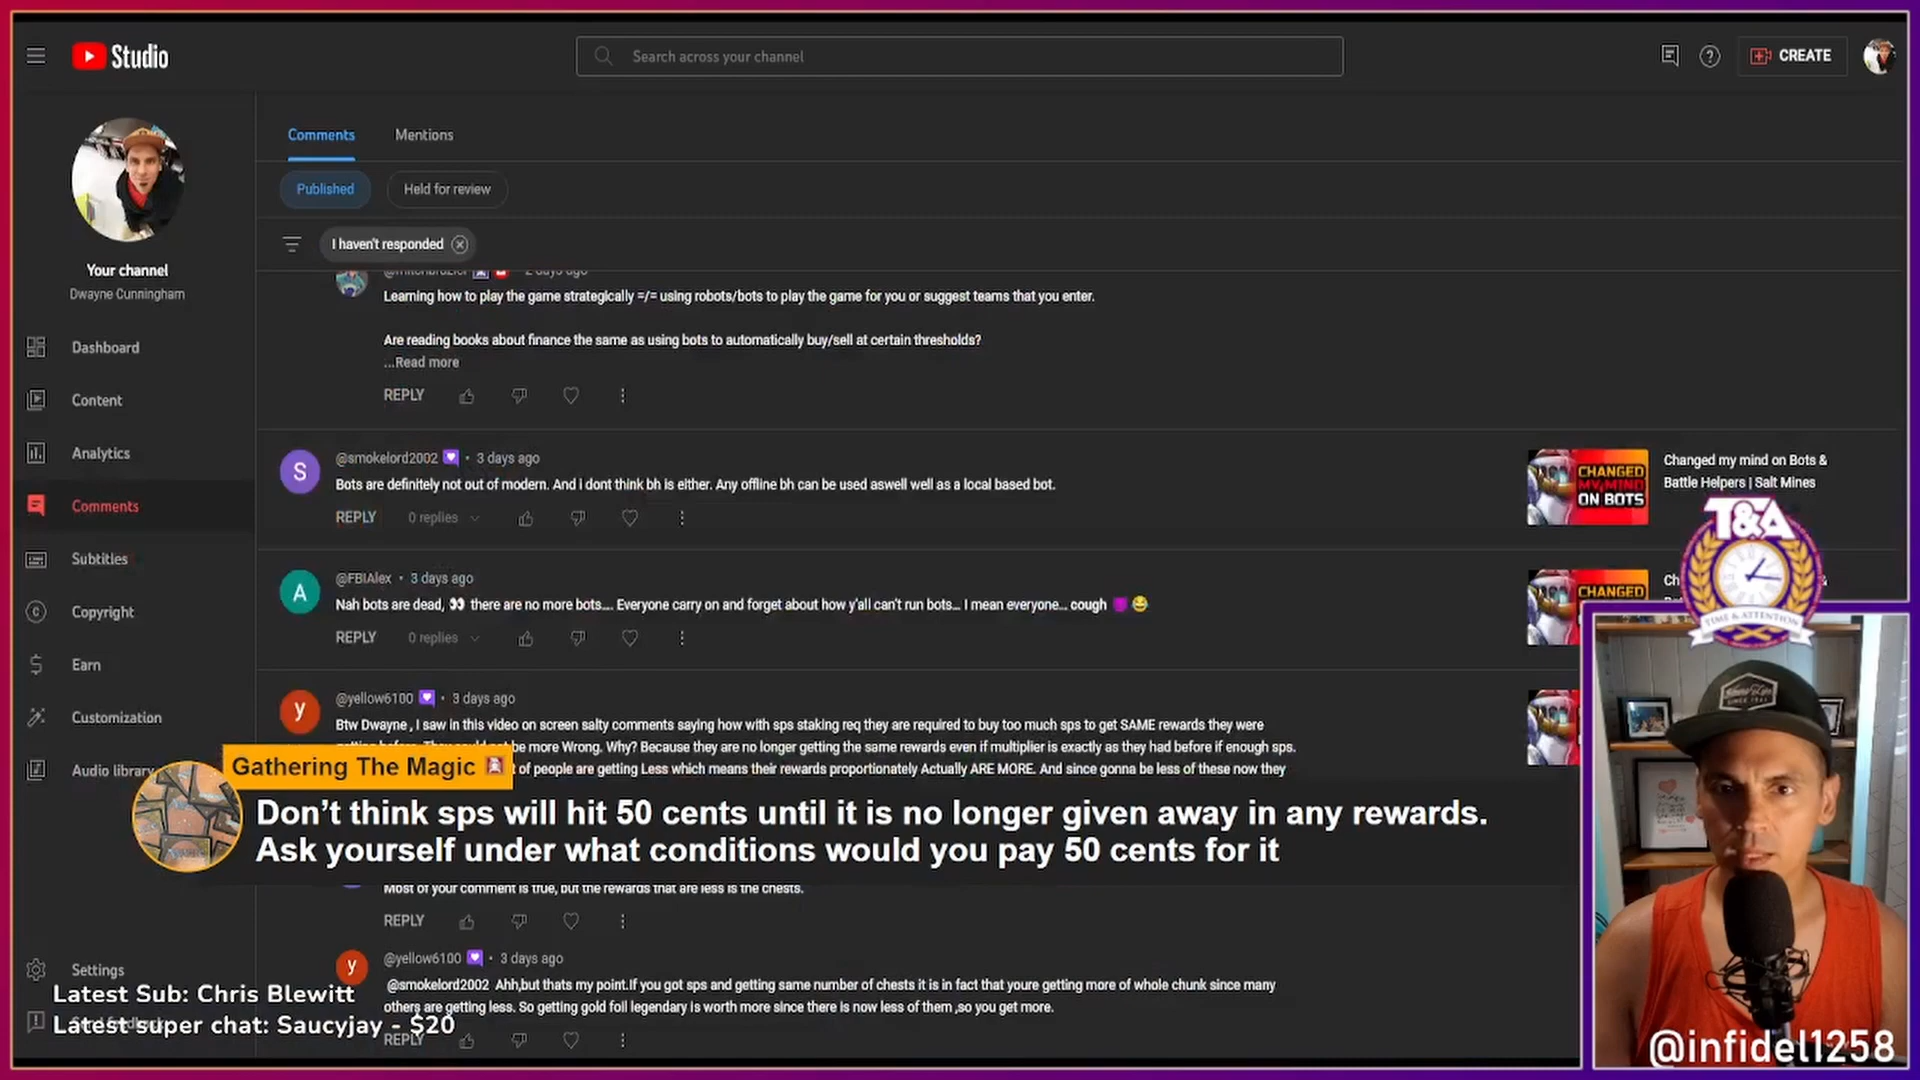 Studio
Search across your channel
CREATE
Your channel
Dwayne Cunningham
Dashboard
Content
Analytics
Comments
Subtitles
Copyright
Earn
Customization
Audio library
Settings
Comments
Mentions
Published
Held for review
I haven't responded
2 days ago
Learning how to play the game strategically =/= using robots/bots to play the game for you or suggest teams that you enter.
Are reading books about finance the same as using bots to automatically buy/sell at certain thresholds?
...Read more
REPLY
S
@smokelord2002 • 3 days ago
Bots are definitely not out of modern. And i dont think bh is either. Any offline bh can be used aswell well as a local based bot.
REPLY 0 replies
CHANGED
MY MIND
ON BOTS
Changed my mind on Bots &
Battle Helpers | Salt Mines
A
@FBIAlex • 3 days ago
Nah bots are dead, 👀 there are no more bots.... Everyone carry on and forget about how y'all can't run bots... I mean everyone... cough 😈 😂
REPLY 0 replies
CHANGED
T&A
TIME & ATTENTION
y
@yellow6100 • 3 days ago
Btw Dwayne , I saw in this video on screen salty comments saying how with sps staking req they are required to buy too much sps to get SAME rewards they were
be more Wrong. Why? Because they are no longer getting the same rewards even if multiplier is exactly as they had before if enough sps.
t of people are getting Less which means their rewards proportionately Actually ARE MORE. And since gonna be less of these now they
Gathering The Magic
Don't think sps will hit 50 cents until it is no longer given away in any rewards.
Ask yourself under what conditions would you pay 50 cents for it
Most of your comment is true, but the rewards that are less is the chests.
REPLY
y
@yellow6100 • 3 days ago
@smokelord2002 Ahh,but thats my point.If you got sps and getting same number of chests it is in fact that youre getting more of whole chunk since many
others are getting less. So getting gold foil legendary is worth more since there is now less of them ,so you get more.
REPLY
Latest Sub: Chris Blewitt
Latest super chat: Saucyjay - $20
@infidel1258